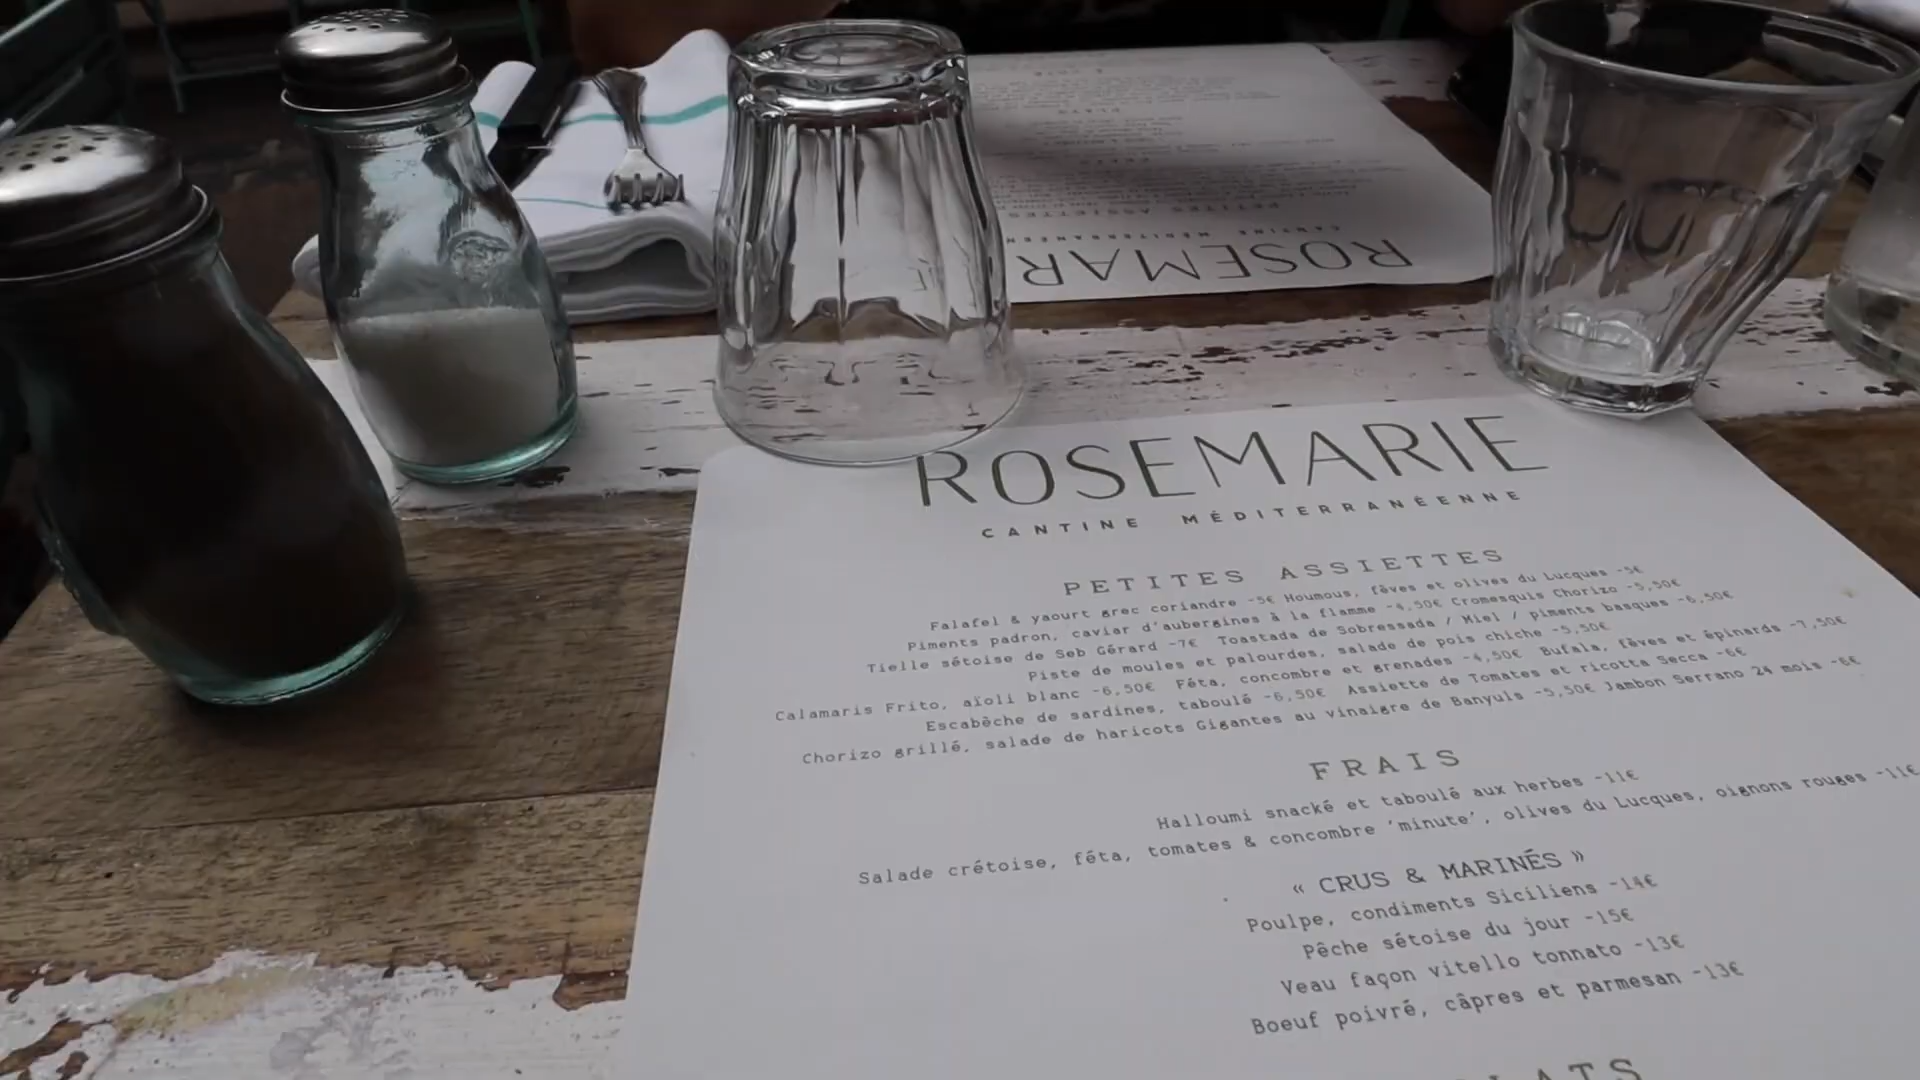 ROSEMAR
ROSEMARIE
CANTINE MÉDITERRANÉENNE
PETITES ASSIETTES
Falafel & yaourt grec coriandre -5€ Houmous, fèves et olives du Lucques -5€
Piments padron, caviar d'aubergines à la flamme -4,50€ Cromesquis Chorizo -5,50€
Tielle sétoise de Seb Gérard -7€ Toastada de Sobressada / Miel / piments basques -6,50€
Piste de moules et palourdes, salade de pois chiche -5,50€
Calamaris Frito, aïoli blanc -6,50€ Féta, concombre et grenades -4,50€ Bufala, fèves et épinards -7,50€
Escabèche de sardines, taboulé -6,50€ Assiette de Tomates et ricotta Secca -6€
Chorizo grillé, salade de haricots Gigantes au vinaigre de Banyuls -5,50€ Jambon Serrano 24 mois -6€
FRAIS
Halloumi snacké et taboulé aux herbes -11€
Salade crétoise, féta, tomates & concombre 'minute', olives du Lucques, oignons rouges -11€
« CRUS & MARINÉS »
Poulpe, condiments Siciliens -14€
Pêche sétoise du jour -15€
Veau façon vitello tonnato -13€
Boeuf poivré, câpres et parmesan -13€
LATS